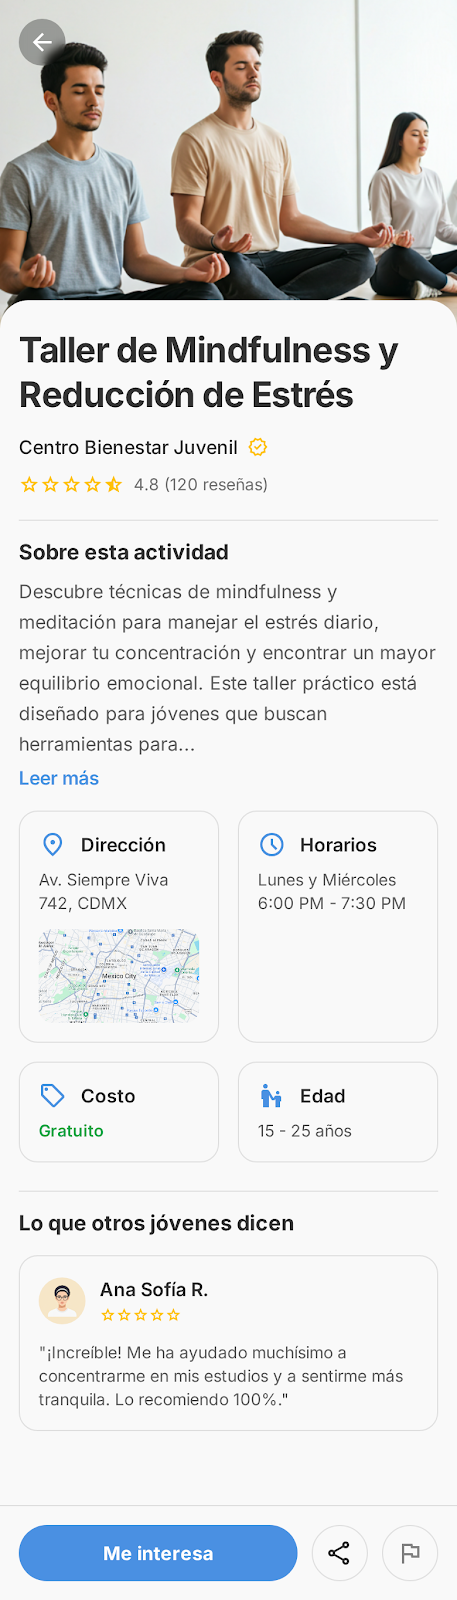 Taller de Mindfulness y
Reducción de Estrés
Centro Bienestar Juvenil
4.8 (120 reseñas)
Sobre esta actividad
Descubre técnicas de mindfulness y
meditación para manejar el estrés diario,
mejorar tu concentración y encontrar un mayor
equilibrio emocional. Este taller práctico está
diseñado para jóvenes que buscan
herramientas para...
Leer más
Dirección
Av. Siempre Viva
742, CDMX
Mexico City
Horarios
Lunes y Miércoles
6:00 PM - 7:30 PM
Costo
Gratuito
Edad
15 - 25 años
Lo que otros jóvenes dicen
Ana Sofía R.
"¡Increíble! Me ha ayudado muchísimo a
concentrarme en mis estudios y a sentirme más
tranquila. Lo recomiendo 100%."
Me interesa